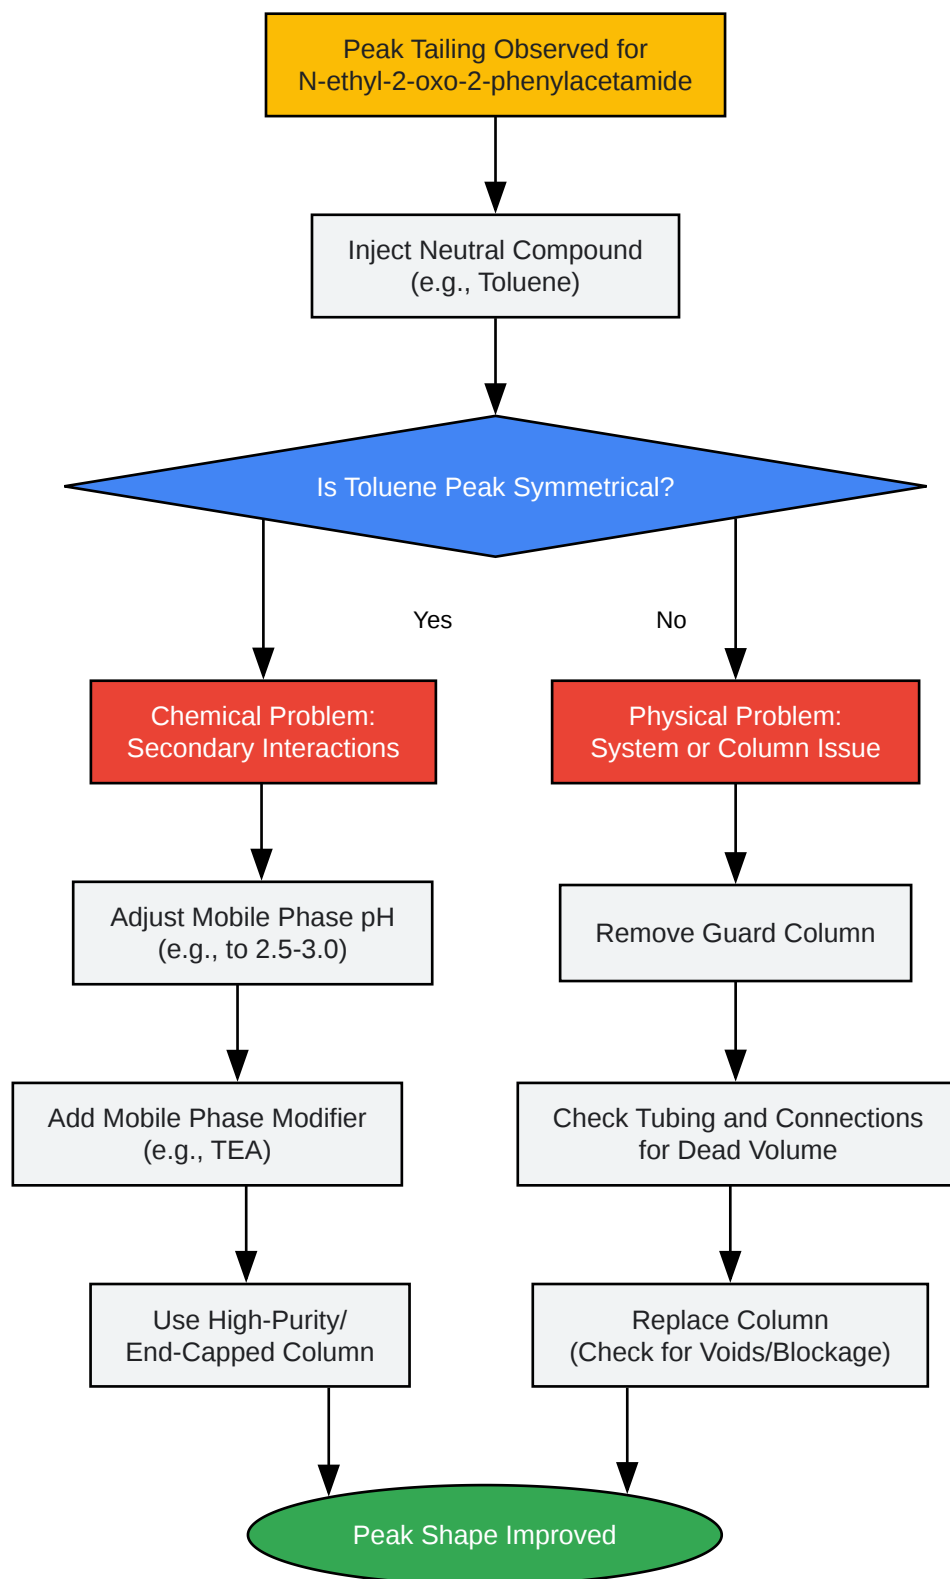 Peak Tailing Observed for
N-ethyl-2-oxo-2-phenylacetamide
Inject Neutral Compound
(e.g., Toluene)
Is Toluene Peak Symmetrical?
Yes
No
Chemical Problem:
Secondary Interactions
Physical Problem:
System or Column Issue
Adjust Mobile Phase pH
(e.g., to 2.5-3.0)
Remove Guard Column
Add Mobile Phase Modifier
(e.g., TEA)
Check Tubing and Connections
for Dead Volume
Use High-Purity/
End-Capped Column
Replace Column
(Check for Voids/Blockage)
Peak Shape Improved